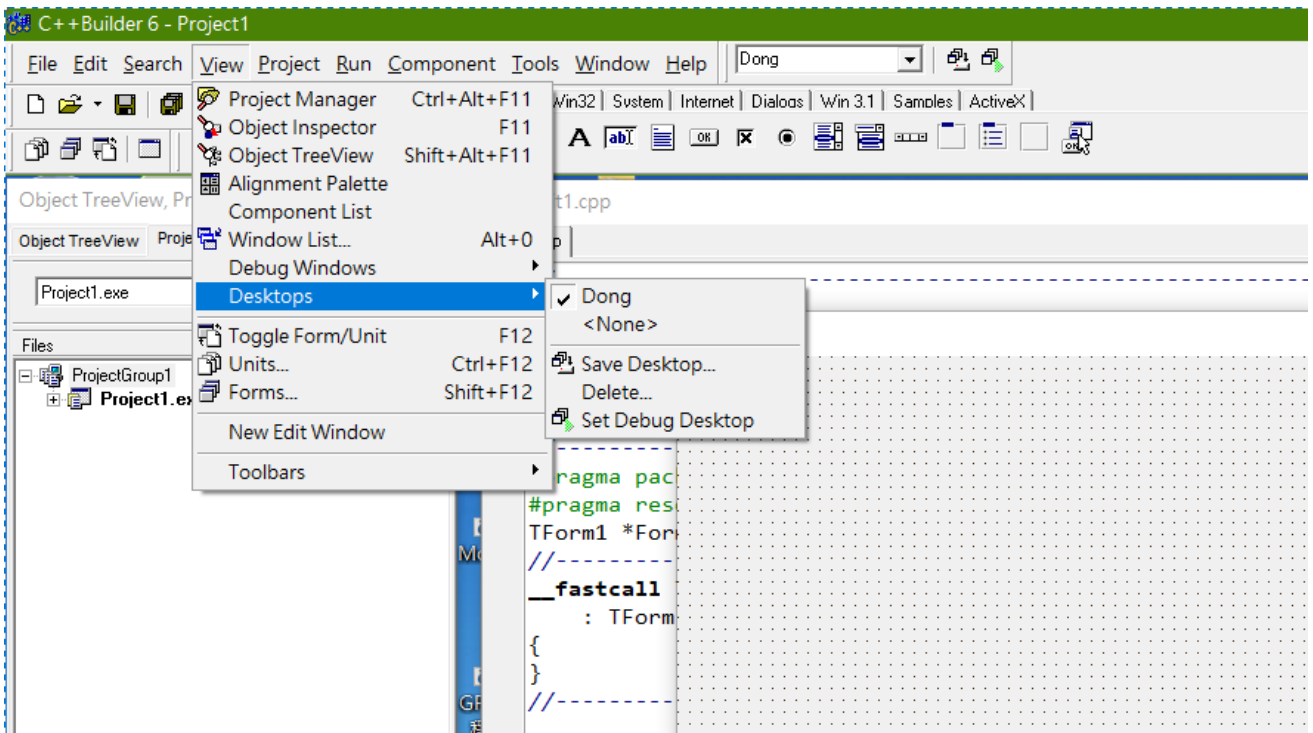 C++Builder 6 - Project1
File Edit Search View Project Run Component Tools Window Help Dong
Win32 System Internet Dialogs Win 3.1 Samples ActiveX
Project Manager Ctrl+Alt+F11
Object Inspector F11
Object TreeView Shift+Alt+F11
Alignment Palette
Component List
Window List... Alt+0
Debug Windows
Desktops
Toggle Form/Unit F12
Units... Ctrl+F12
Forms... Shift+F12
New Edit Window
Toolbars
Dong
<None>
Save Desktop...
Delete...
Set Debug Desktop
Object TreeView, Pr
Object TreeView Proje
Project1.exe
Files
ProjectGroup1
Project1.ex
t1.cpp
ragma pac
#pragma res
TForm1 *For
//---------
__fastcall
: TForm
{
}
//---------